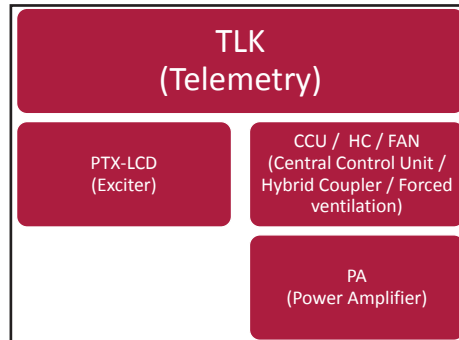 TLK
(Telemetry)
PTX-LCD
(Exciter)
CCU / HC / FAN
(Central Control Unit /
Hybrid Coupler / Forced
ventilation)
PA
(Power Amplifier)